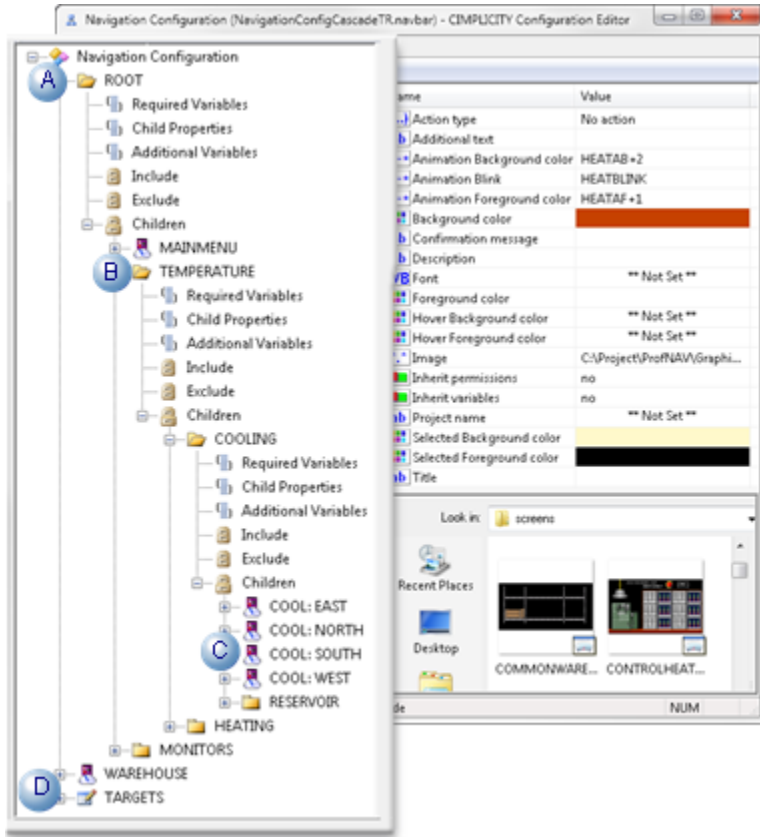 Navigation Configuration (NavigationConfigCascadeTR.navbar) - CIMPLICITY Configuration Editor
Navigation Configuration
A
ROOT
Required Variables
Child Properties
Additional Variables
Include
Exclude
Children
MAINMENU
B
TEMPERATURE
Required Variables
Child Properties
Additional Variables
Include
Exclude
Children
COOLING
Required Variables
Child Properties
Additional Variables
Include
Exclude
Children
COOL: EAST
COOL: NORTH
C
COOL: SOUTH
COOL: WEST
RESERVOIR
HEATING
MONITORS
WAREHOUSE
D
TARGETS
ame Value
Action type No action
Additional text
Animation Background color HEATAB+2
Animation Blink HEATBLINK
Animation Foreground color HEATAF+1
Background color
Confirmation message
Description
Font ** Not Set **
Foreground color
Hover Background color ** Not Set **
Hover Foreground color ** Not Set **
Image C:\Project\ProfNAV\Graphi...
Inherit permissions no
Inherit variables no
Project name ** Not Set **
Selected Background color
Selected Foreground color
Title
Look in: screens
Recent Places
Desktop
COMMONWARE... CONTROLHEAT...
de NUM